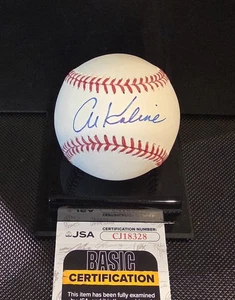 Al Kaline
JSA
CERTIFICATION NUMBER
CJ18328
BASIC
CERTIFICATION
This item has been fully examined